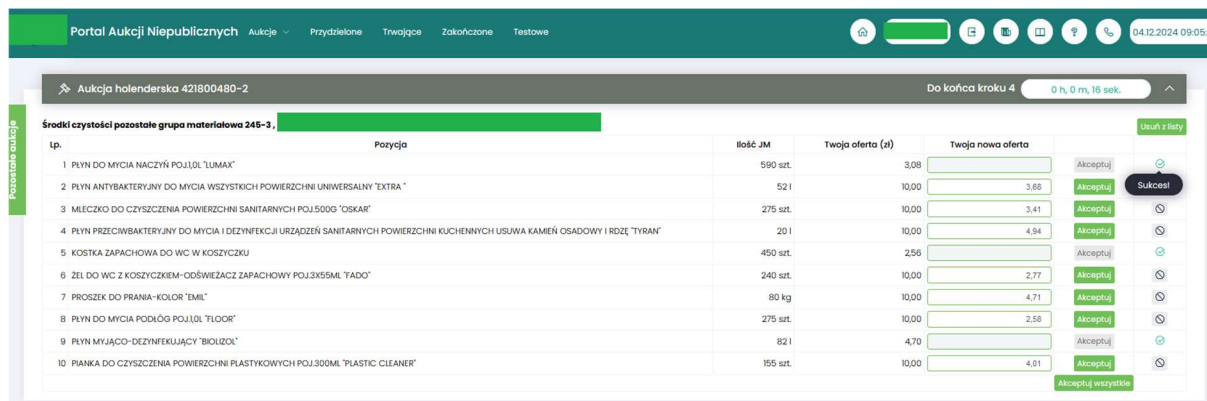 Portal Aukcji Niepublicznych Aukcje Przydzielone Trwające Zakończone Testowe 04.12.2024 09:05:
Aukcja holenderska 421800480-2 Do końca kroku 4 0 h, 0 m, 16 sek.
Pozostałe aukcje
Środki czystości pozostałe grupa materiałowa 245-3 , Usuń z listy
Lp. Pozycja Ilość JM Twoja oferta (zł) Twoja nowa oferta
1 PŁYN DO MYCIA NACZYŃ POJ.1,0L "LUMAX" 590 szt. 3,08 Akceptuj
2 PŁYN ANTYBAKTERYJNY DO MYCIA WSZYSTKICH POWIERZCHNI UNIWERSALNY "EXTRA " 52 l 10,00 3,68 Akceptuj Sukces!
3 MLECZKO DO CZYSZCZENIA POWIERZCHNI SANITARNYCH POJ.500G "OSKAR" 275 szt. 10,00 3,41 Akceptuj
4 PŁYN PRZECIWBAKTERYJNY DO MYCIA I DEZYNFEKCJI URZĄDZEŃ SANITARNYCH POWIERZCHNI KUCHENNYCH USUWA KAMIEŃ OSADOWY I RDZĘ "TYRAN" 20 l 10,00 4,94 Akceptuj
5 KOSTKA ZAPACHOWA DO WC W KOSZYCZKU 450 szt. 2,56 Akceptuj
6 ŻEL DO WC Z KOSZYCZKIEM-ODŚWIEŻACZ ZAPACHOWY POJ.3X55ML "FADO" 240 szt. 10,00 2,77 Akceptuj
7 PROSZEK DO PRANIA-KOLOR "EMIL" 80 kg 10,00 4,71 Akceptuj
8 PŁYN DO MYCIA PODŁÓG POJ.1,0L "FLOOR" 275 szt. 10,00 2,58 Akceptuj
9 PŁYN MYJĄCO-DEZYNFEKUJĄCY "BIOLIZOL" 82 l 4,70 Akceptuj
10 PIANKA DO CZYSZCZENIA POWIERZCHNI PLASTYKOWYCH POJ.300ML "PLASTIC CLEANER" 155 szt. 10,00 4,01 Akceptuj
Akceptuj wszystkie